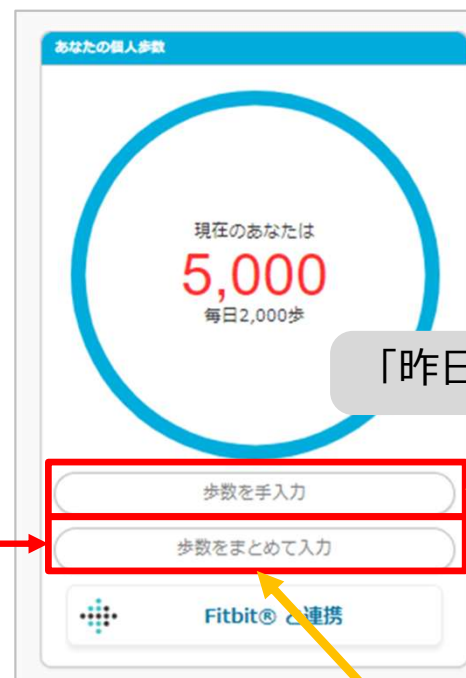 あなたの個人歩数
現在のあなたは
5,000
毎日2,000歩
「昨日
歩数を手入力
歩数をまとめて入力
Fitbit® と連携